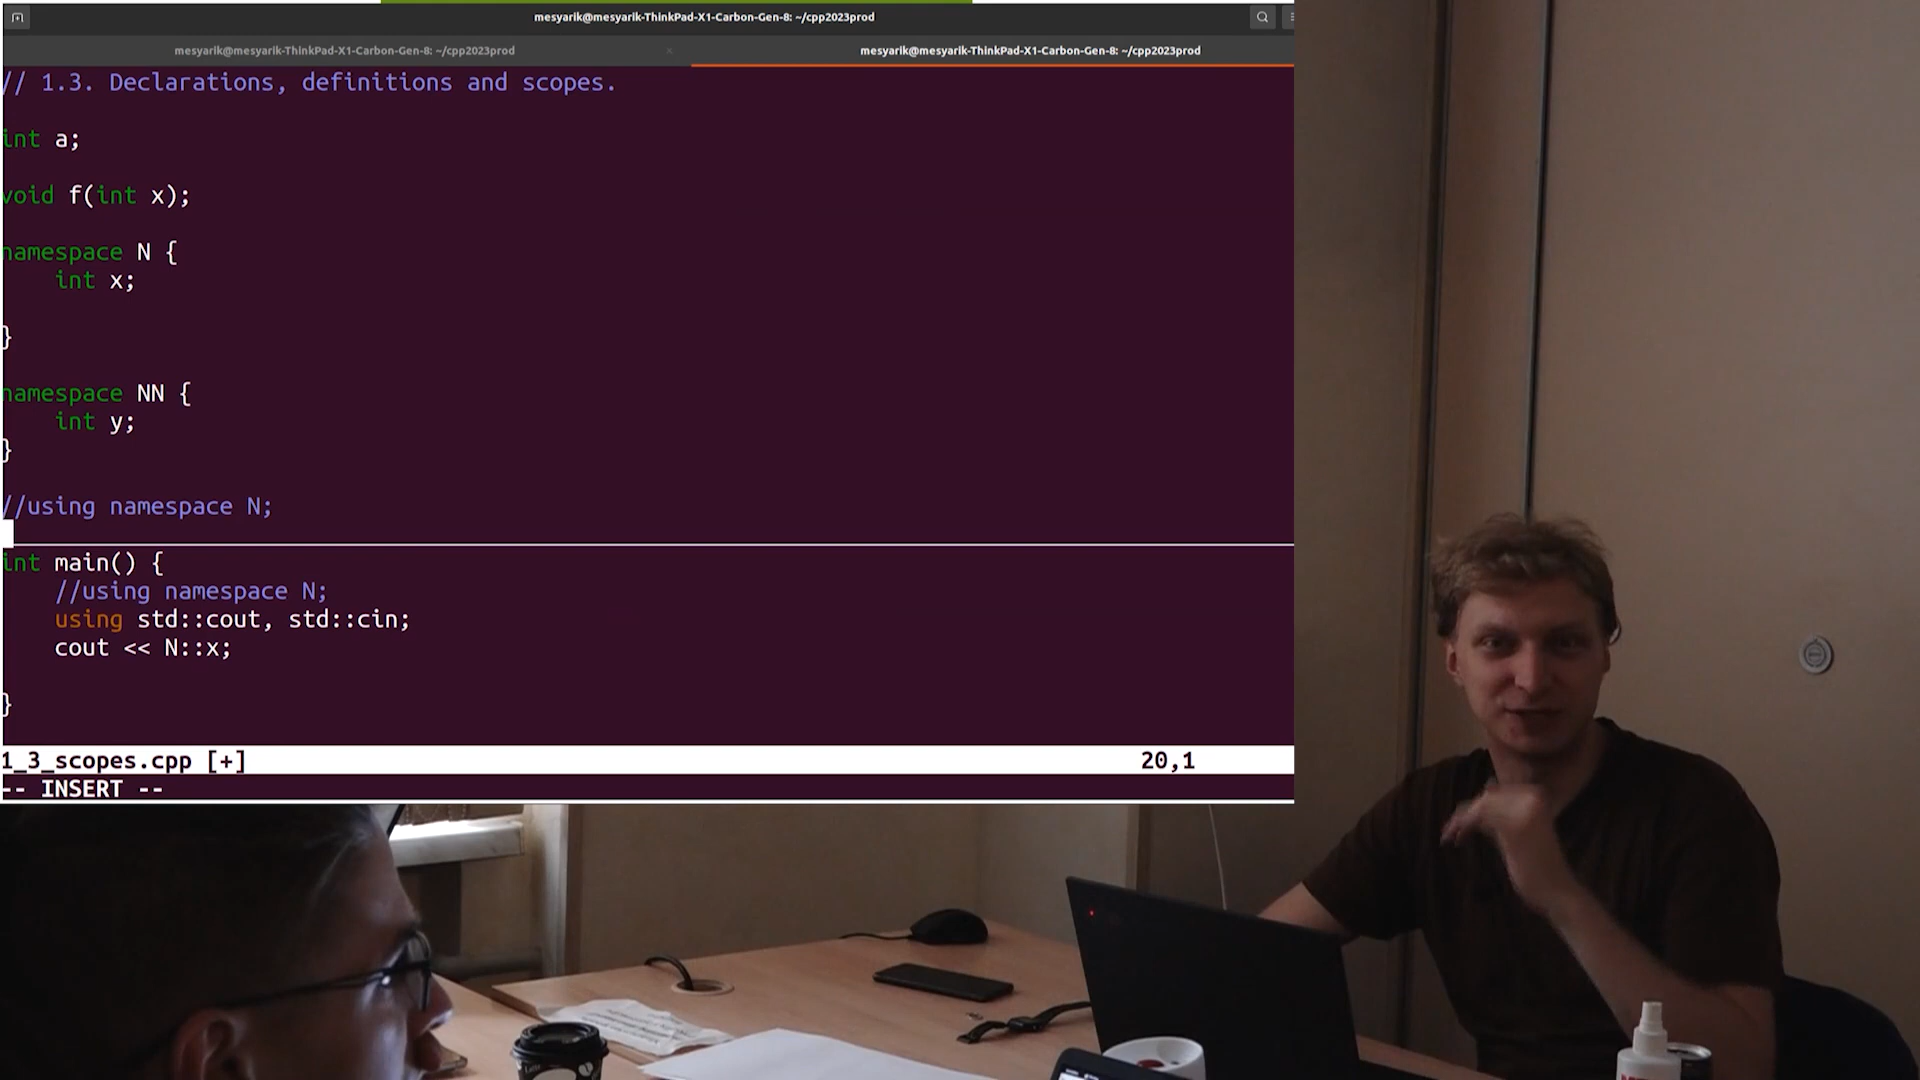 mesyarik@mesyarik-ThinkPad-X1-Carbon-Gen-8: ~/cpp2023prod
mesyarik@mesyarik-ThinkPad-X1-Carbon-Gen-8: ~/cpp2023prod
mesyarik@mesyarik-ThinkPad-X1-Carbon-Gen-8: ~/cpp2023prod
// 1.3. Declarations, definitions and scopes.
int a;
void f(int x);
namespace N {
int x;
}
namespace NN {
int y;
}
//using namespace N;
int main() {
//using namespace N;
using std::cout, std::cin;
cout << N::x;
}
1_3_scopes.cpp [+] 20,1
-- INSERT --